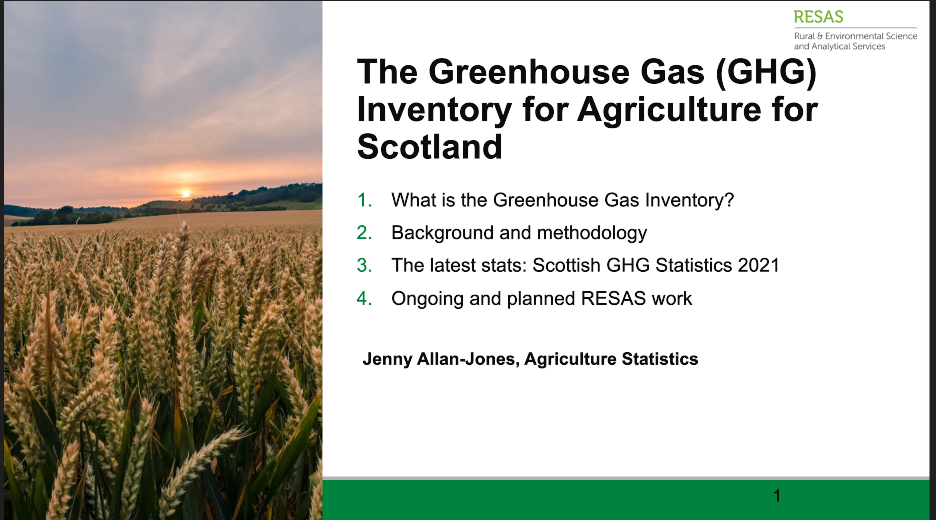 RESAS
Rural & Environmental Science
and Analytical Services
The Greenhouse Gas (GHG)
Inventory for Agriculture for
Scotland
1. What is the Greenhouse Gas Inventory?
2. Background and methodology
3. The latest stats: Scottish GHG Statistics 2021
4. Ongoing and planned RESAS work
Jenny Allan-Jones, Agriculture Statistics
1